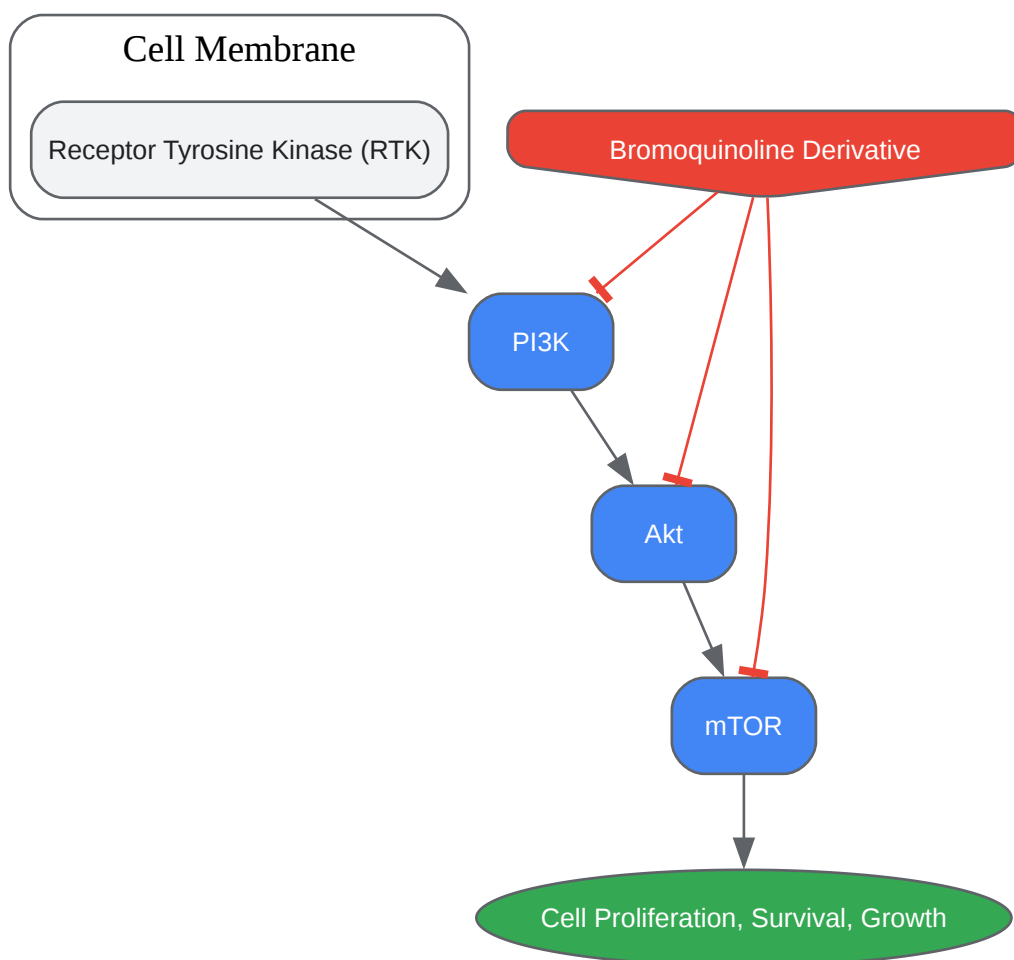 Cell Membrane
Receptor Tyrosine Kinase (RTK)
Bromoquinoline Derivative
PI3K
Akt
mTOR
Cell Proliferation, Survival, Growth